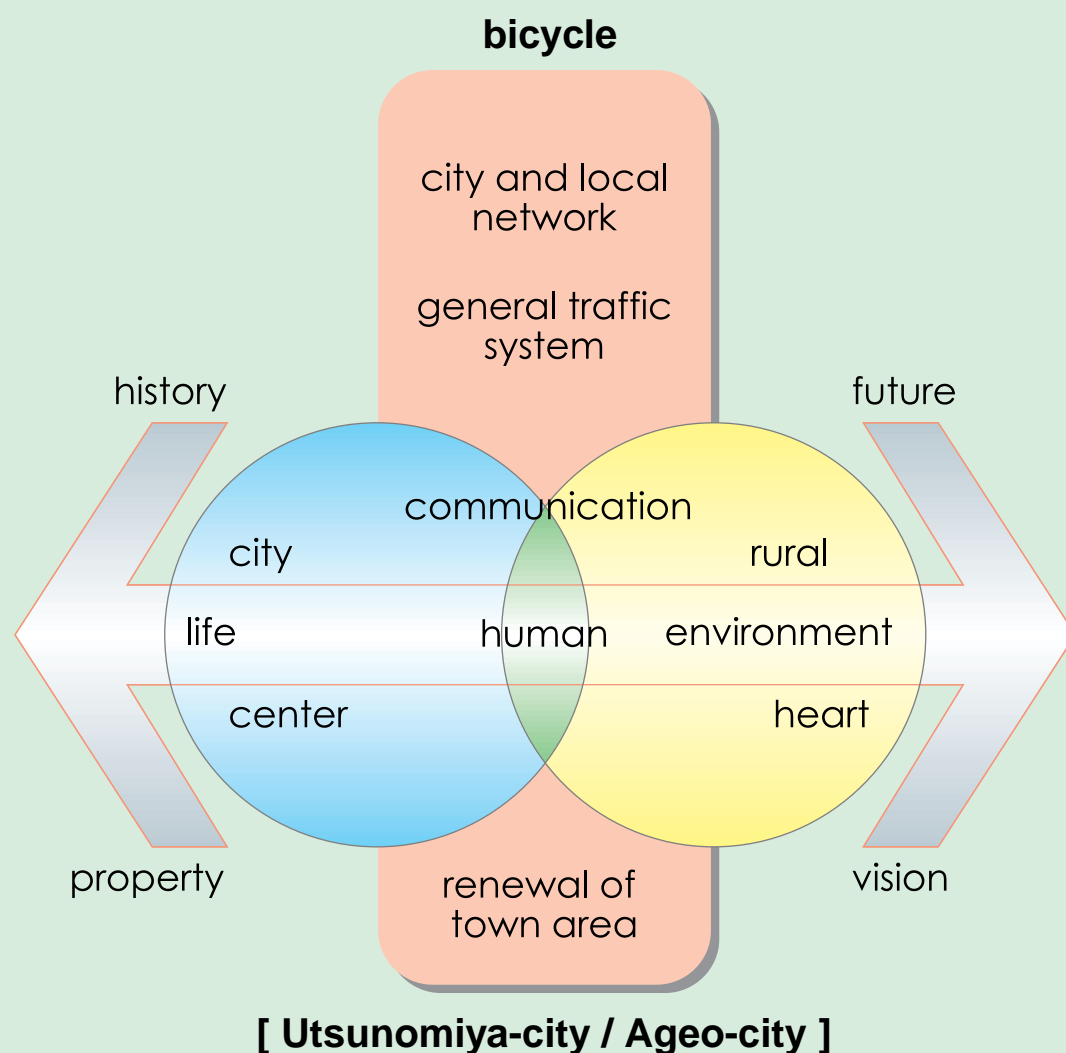 bicycle
city and local
network
general traffic
system
history
future
communication
city
rural
life
human
environment
center
heart
property
vision
renewal of
town area
[ Utsunomiya-city / Ageo-city ]